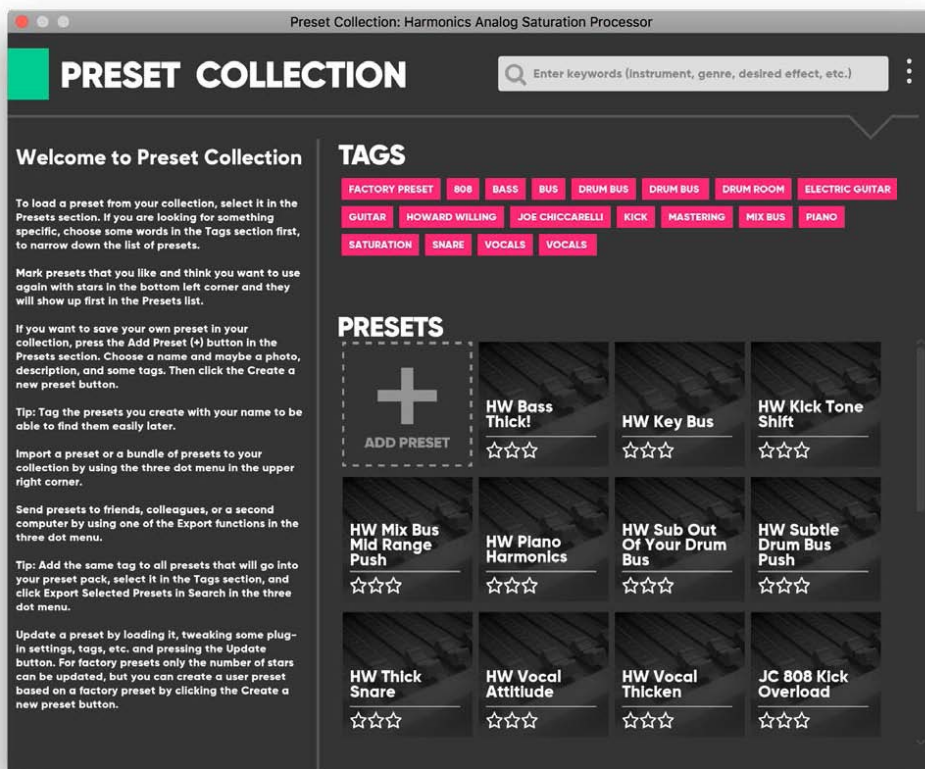 Preset Collection: Harmonics Analog Saturation Processor
PRESET COLLECTION
Enter keywords (instrument, genre, desired effect, etc.)
Welcome to Preset Collection
To load a preset from your collection, select it in the
Presets section. If you are looking for something
specific, choose some words in the Tags section first,
to narrow down the list of presets.
Mark presets that you like and think you want to use
again with stars in the bottom left corner and they
will show up first in the Presets list.
If you want to save your own preset in your
collection, press the Add Preset (+) button in the
Presets section. Choose a name and maybe a photo,
description, and some tags. Then click the Create a
new preset button.
Tip: Tag the presets you create with your name to be
able to find them easily later.
Import a preset or a bundle of presets to your
collection by using the three dot menu in the upper
right corner.
Send presets to friends, colleagues, or a second
computer by using one of the Export functions in the
three dot menu.
Tip: Add the same tag to all presets that will go into
your preset pack, select it in the Tags section, and
click Export Selected Presets in Search in the three
dot menu.
Update a preset by loading it, tweaking some plug-
in settings, tags, etc. and pressing the Update
button. For factory presets only the number of stars
can be updated, but you can create a user preset
based on a factory preset by clicking the Create a
new preset button.
TAGS
FACTORY PRESET 808 BASS BUS DRUM BUS DRUM BUS DRUM ROOM ELECTRIC GUITAR
GUITAR HOWARD WILLING JOE CHICCARELLI KICK MASTERING MIX BUS PIANO
SATURATION SNARE VOCALS VOCALS
PRESETS
ADD PRESET
HW Bass
Thick!
HW Key Bus
HW Kick Tone
Shift
HW Mix Bus
Mid Range
Push
HW Piano
Harmonics
HW Sub Out
Of Your Drum
Bus
HW Subtle
Drum Bus
Push
HW Thick
Snare
HW Vocal
Attitiude
HW Vocal
Thicken
JC 808 Kick
Overload